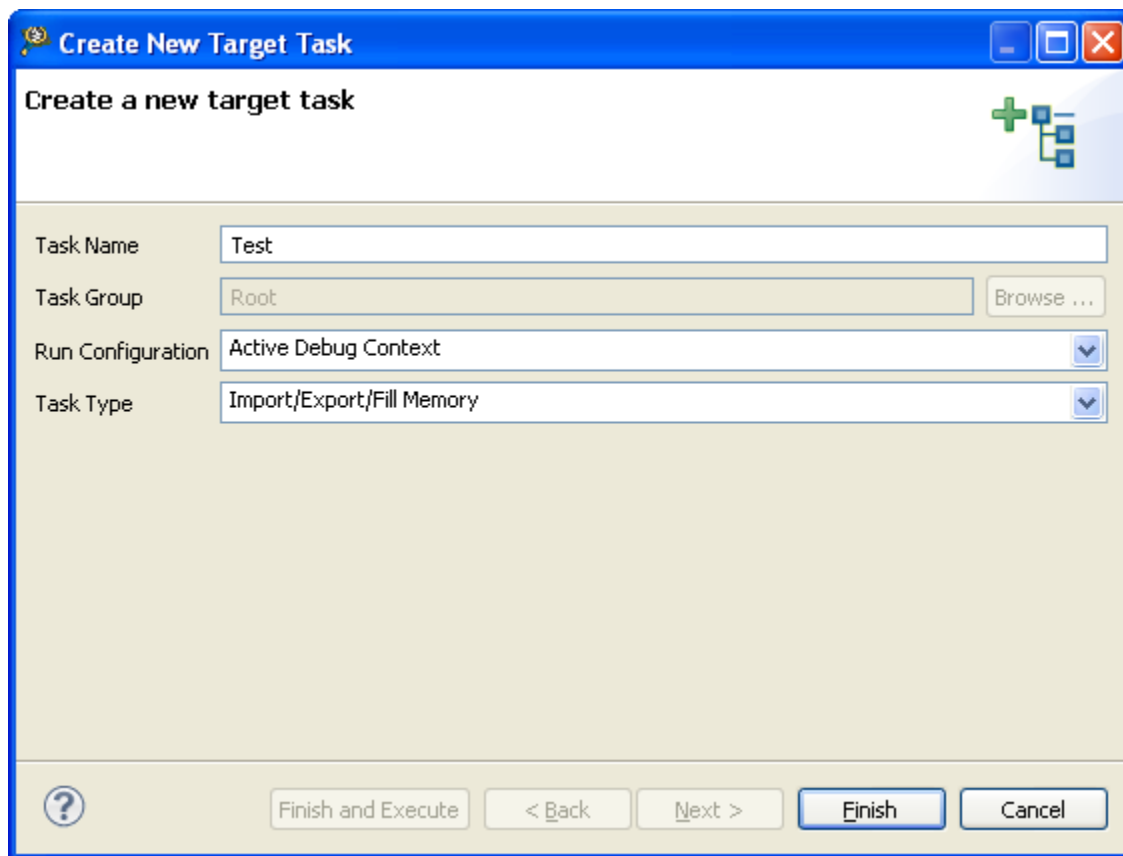 Create New Target Task
Create a new target task
Task Name Test
Task Group Root Browse ...
Run Configuration Active Debug Context
Task Type Import/Export/Fill Memory
? Finish and Execute < Back Next > Finish Cancel